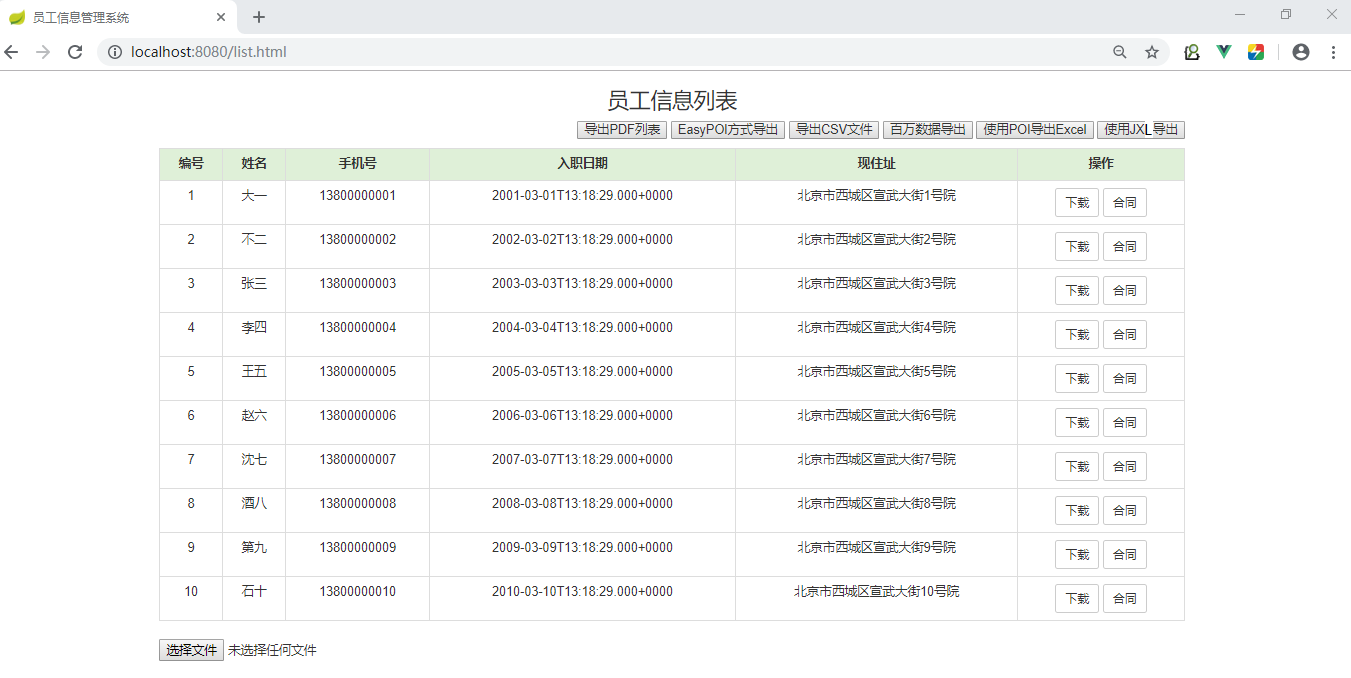 员工信息管理系统
localhost:8080/list.html
员工信息列表
导出PDF列表 EasyPOI方式导出 导出CSV文件 百万数据导出 使用POI导出Excel 使用JXL导出
编号 姓名 手机号 入职日期 现住址 操作
1 大一 13800000001 2001-03-01T13:18:29.000+0000 北京市西城区宣武大街1号院 下载 合同
2 不二 13800000002 2002-03-02T13:18:29.000+0000 北京市西城区宣武大街2号院 下载 合同
3 张三 13800000003 2003-03-03T13:18:29.000+0000 北京市西城区宣武大街3号院 下载 合同
4 李四 13800000004 2004-03-04T13:18:29.000+0000 北京市西城区宣武大街4号院 下载 合同
5 王五 13800000005 2005-03-05T13:18:29.000+0000 北京市西城区宣武大街5号院 下载 合同
6 赵六 13800000006 2006-03-06T13:18:29.000+0000 北京市西城区宣武大街6号院 下载 合同
7 沈七 13800000007 2007-03-07T13:18:29.000+0000 北京市西城区宣武大街7号院 下载 合同
8 酒八 13800000008 2008-03-08T13:18:29.000+0000 北京市西城区宣武大街8号院 下载 合同
9 第九 13800000009 2009-03-09T13:18:29.000+0000 北京市西城区宣武大街9号院 下载 合同
10 石十 13800000010 2010-03-10T13:18:29.000+0000 北京市西城区宣武大街10号院 下载 合同
选择文件 未选择任何文件